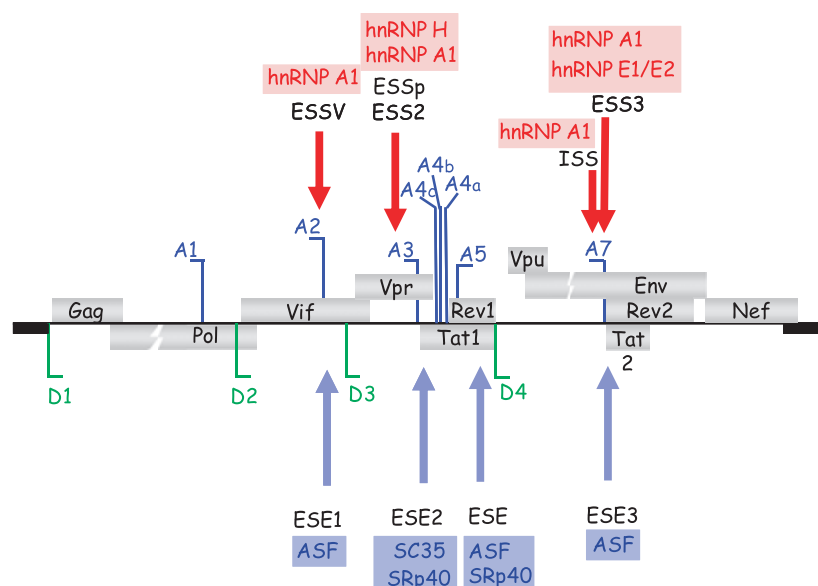 hnRNP H
hnRNP A1
hnRNP A1
hnRNP E1/E2
hnRNP A1
ESSp
ESSV
ESS2
ESS3
hnRNP A1
ISS
A4b
A4c
A4a
A2
A1
A3
A5
A7
Vpu
Vpr
Env
Gag
Vif
Rev1
Rev2
Nef
Pol
Tat1
Tat
2
D1
D2
D3
D4
ESE1
ESE2
ESE
ESE3
ASF
SC35
SRp40
ASF
SRp40
ASF